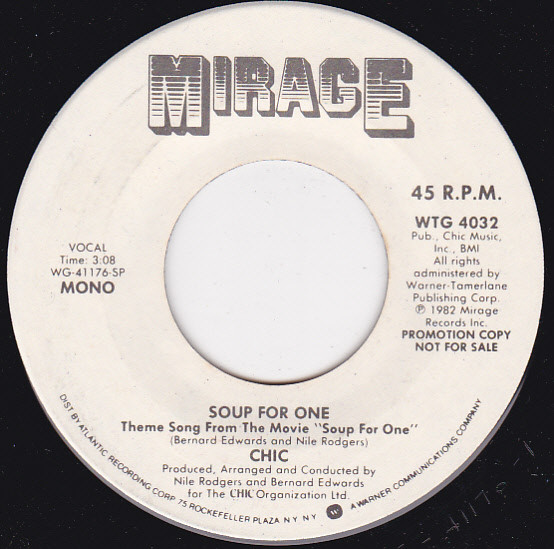 MIRAGE
45 R.P.M.
WTG 4032
Pub., Chic Music,
Inc., BMI
All rights
administered by
Warner-Tamerlane
Publishing Corp.
℗ 1982 Mirage
Records Inc.
PROMOTION COPY
NOT FOR SALE
VOCAL
Time: 3:08
WG-41176-SP
MONO
SOUP FOR ONE
Theme Song From The Movie "Soup For One"
(Bernard Edwards and Nile Rodgers)
CHIC
Produced, Arranged and Conducted by
Nile Rodgers and Bernard Edwards
for The CHIC Organization Ltd.
DIST BY ATLANTIC RECORDING CORP 75 ROCKEFELLER PLAZA NY NY
A WARNER COMMUNICATIONS COMPANY